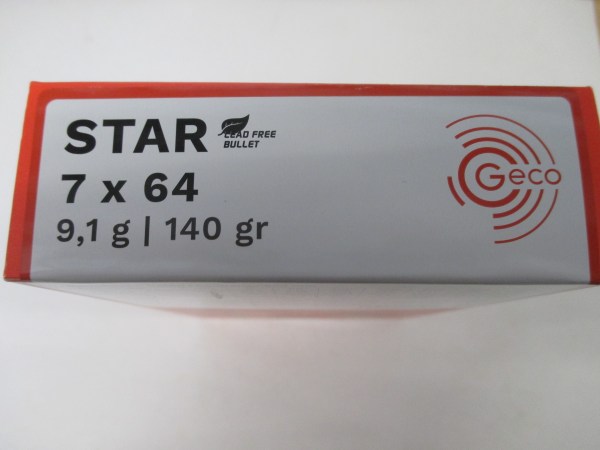 STAR
LEAD FREE
BULLET
7 x 64
9,1 g | 140 gr
Geco